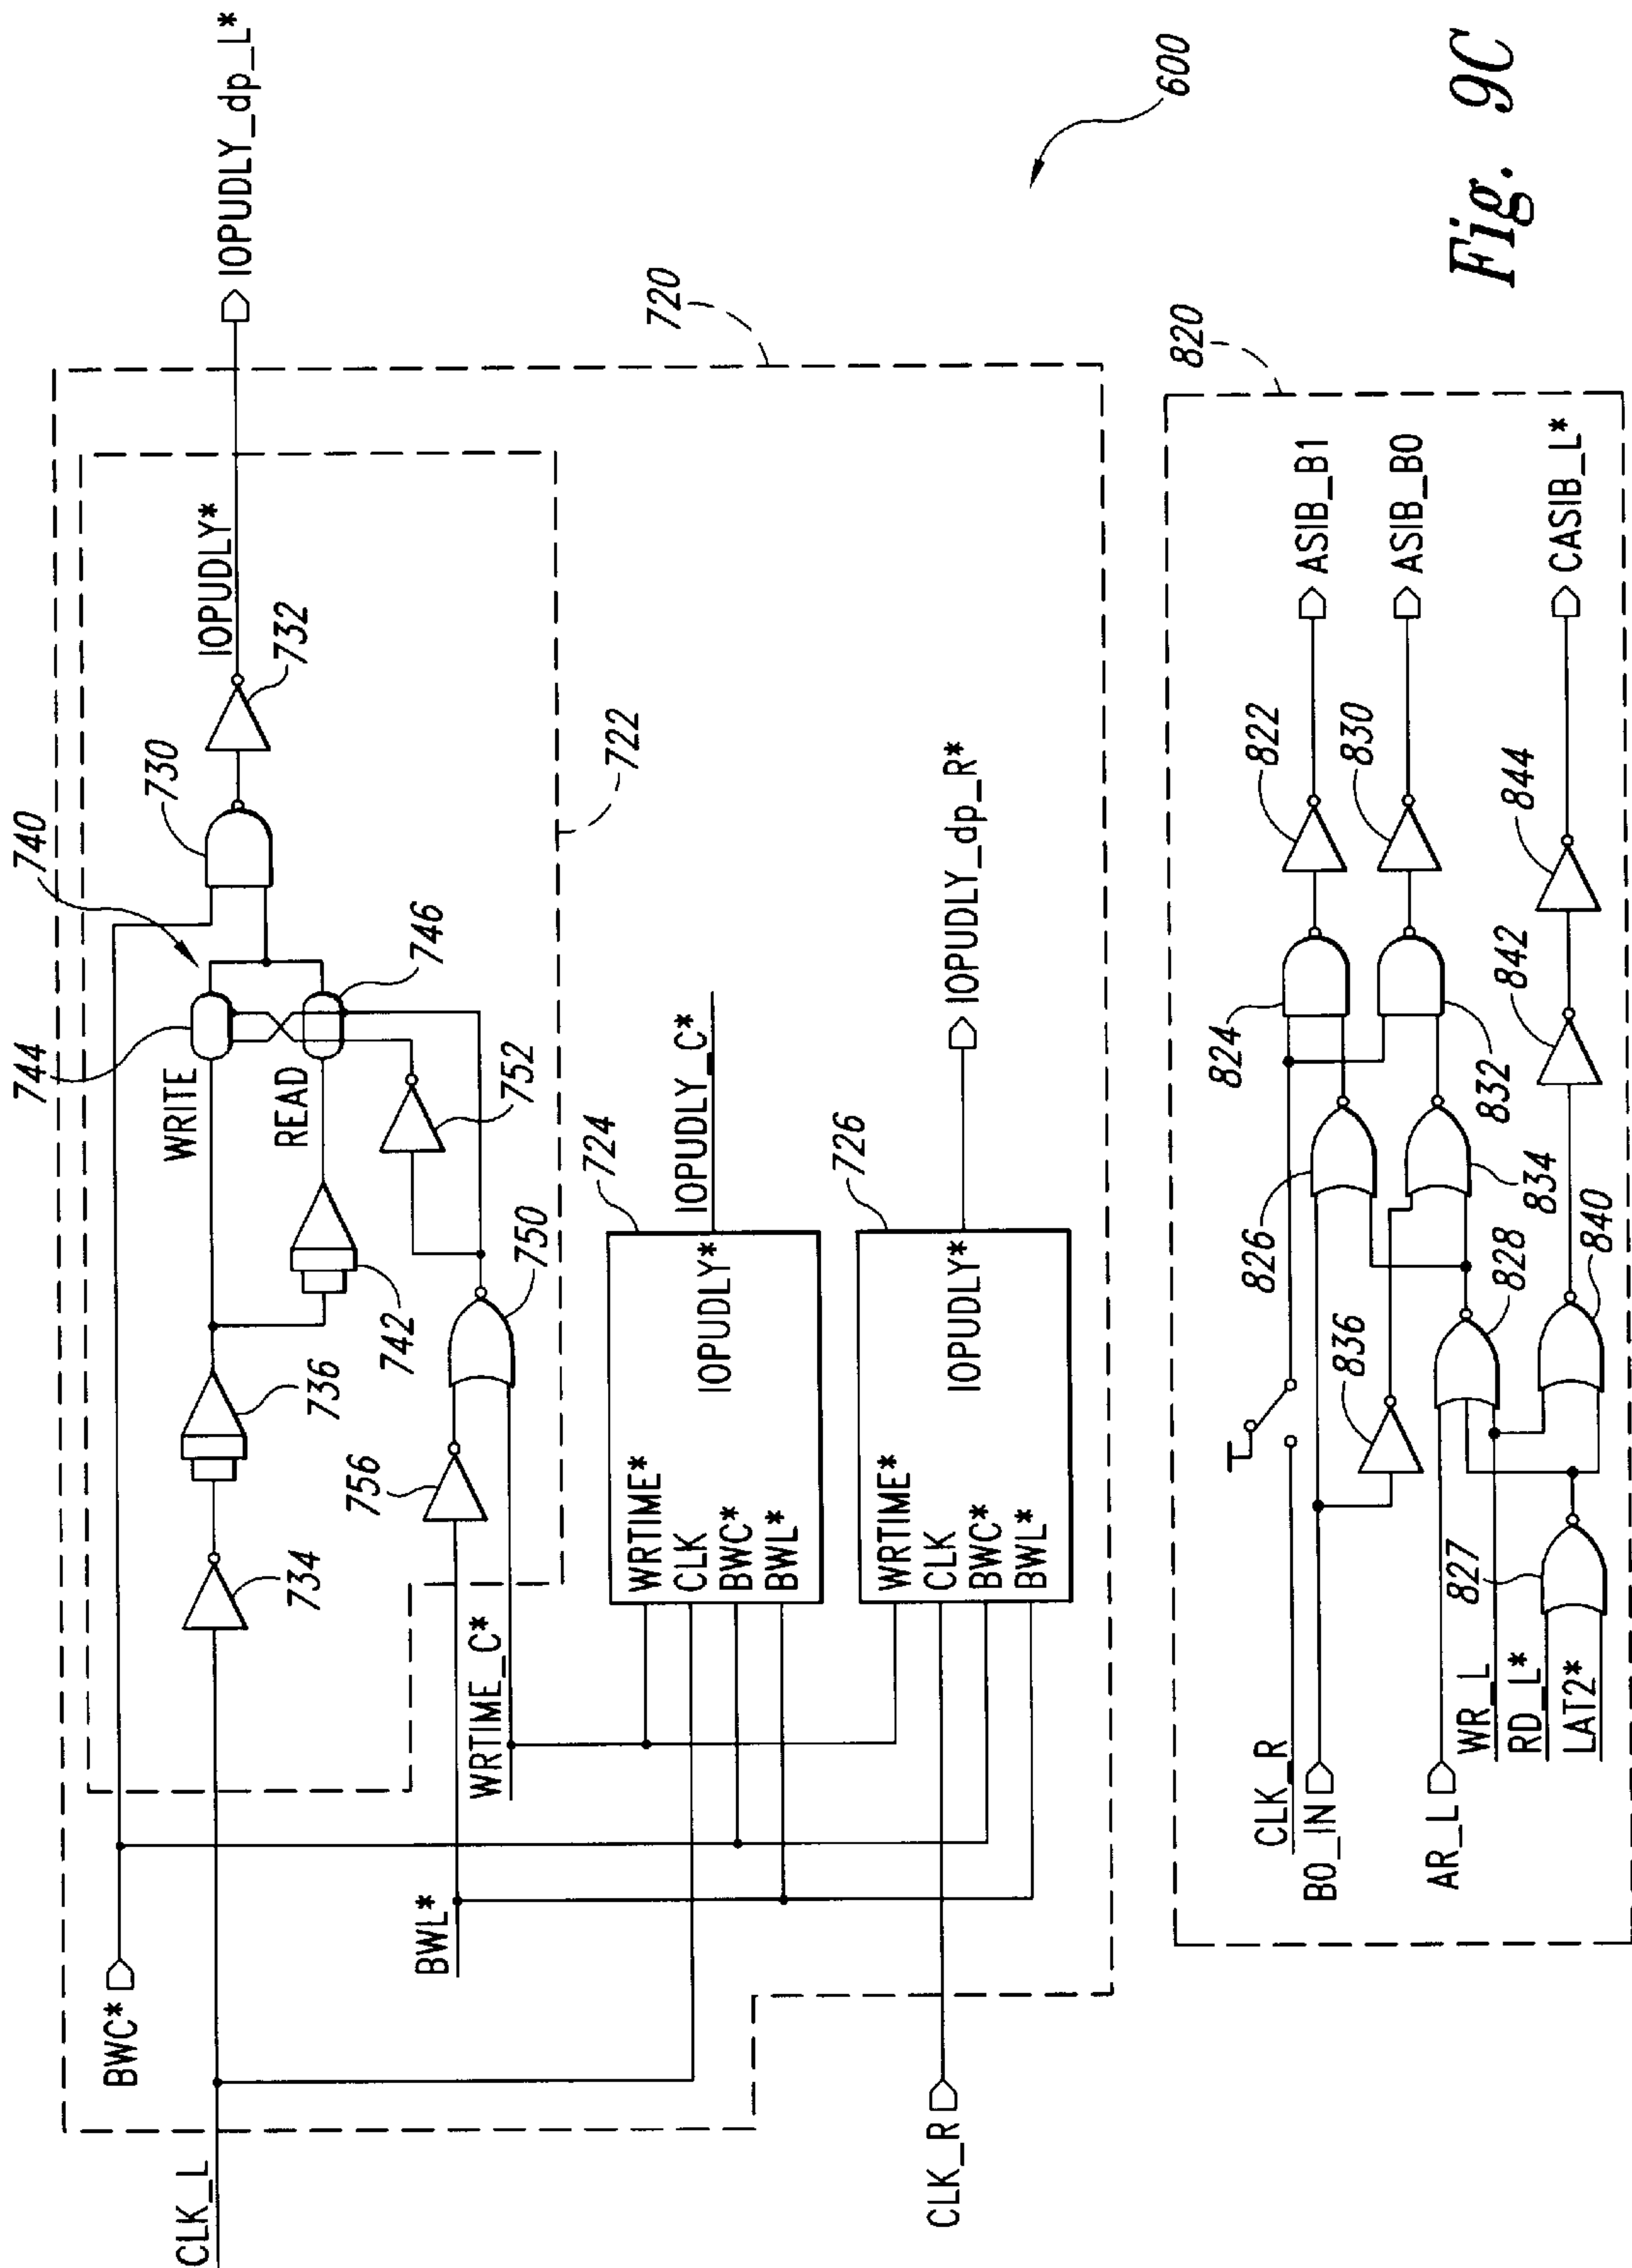 740
744
WRITE
READ
746
730
IOPUDLY*
732
IOPUDLY_dp_L*
734
736
742
752
750
756
722
720
600
BWC*
CLK_L
BWL*
WRTIME_C*
WRTIME*
CLK
BWC*
BWL*
IOPUDLY*
724
IOPUDLY_C*
WRTIME*
CLK
BWC*
BWL*
IOPUDLY*
726
IOPUDLY_dp_R*
CLK_R
820
CLK_R
BO_IN
AR_L
WR_L
RD_L*
LAT2*
827
836
826
828
840
834
824
832
842
822
830
844
ASIB_B1
ASIB_B0
CASIB_L*
Fig. 9C